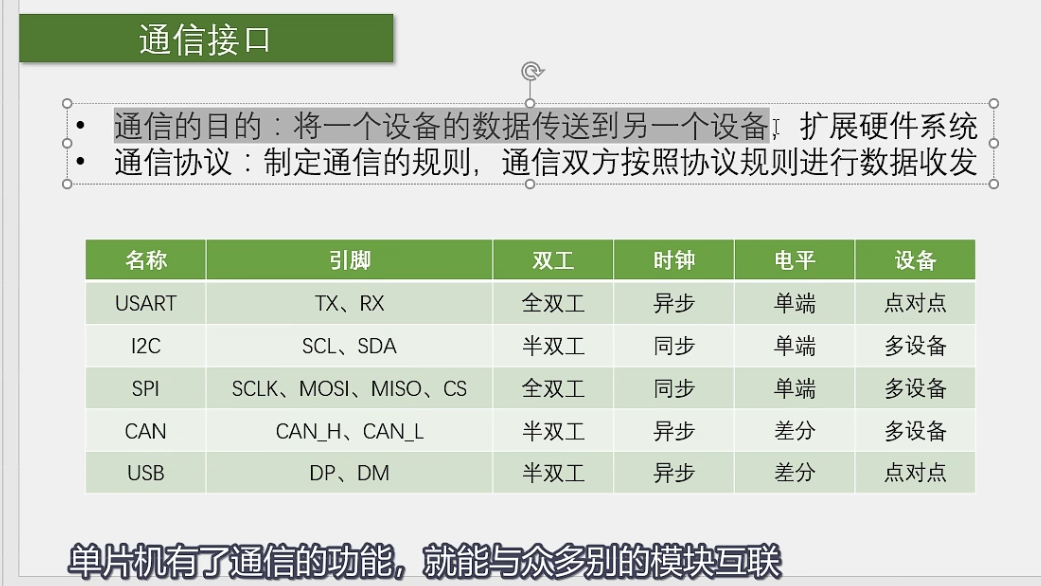 通信接口
• 通信的目的：将一个设备的数据传送到另一个设备，扩展硬件系统
• 通信协议：制定通信的规则，通信双方按照协议规则进行数据收发
名称 引脚 双工 时钟 电平 设备
USART TX、RX 全双工 异步 单端 点对点
I2C SCL、SDA 半双工 同步 单端 多设备
SPI SCLK、MOSI、MISO、CS 全双工 同步 单端 多设备
CAN CAN_H、CAN_L 半双工 异步 差分 多设备
USB DP、DM 半双工 异步 差分 点对点
单片机有了通信的功能，就能与众多别的模块互联